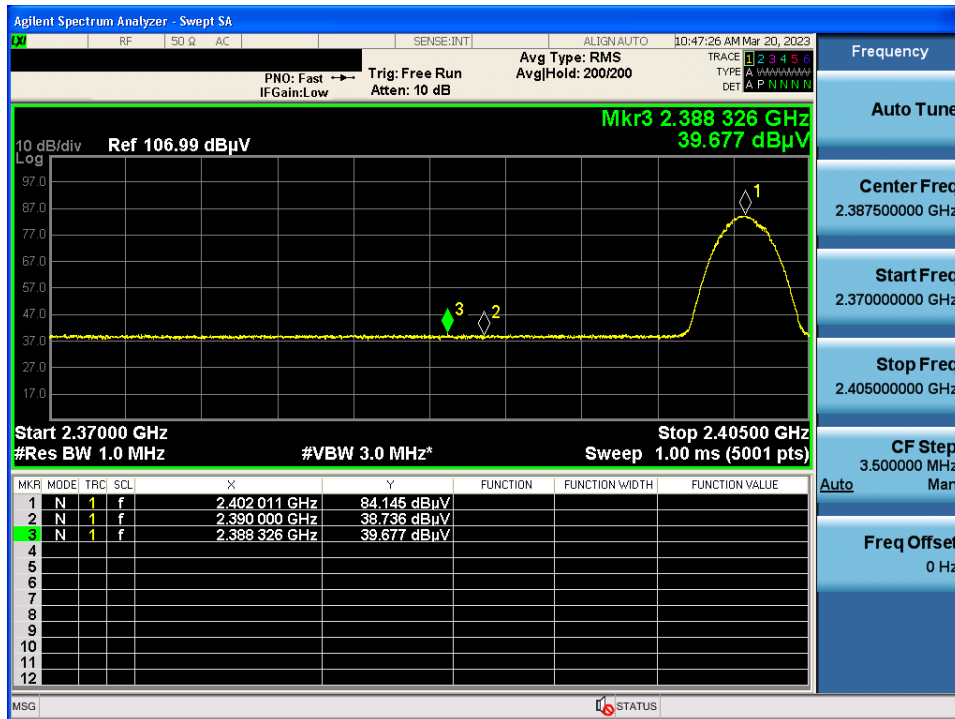 Agilent Spectrum Analyzer - Swept SA
LXI RF 50 Ω AC SENSE:INT ALIGN AUTO 10:47:26 AM Mar 20, 2023
PNO: Fast Trig: Free Run Avg Type: RMS TRACE 1 2 3 4 5 6
IFGain:Low Atten: 10 dB Avg|Hold: 200/200 TYPE A WWWWWW
DET A P N N N N
Mkr3 2.388 326 GHz
39.677 dBµV
10 dB/div Ref 106.99 dBµV
Log
97.0
87.0
77.0
67.0
57.0
47.0
37.0
27.0
17.0
1
3
2
Start 2.37000 GHz Stop 2.40500 GHz
#Res BW 1.0 MHz #VBW 3.0 MHz* Sweep 1.00 ms (5001 pts)
MKR MODE TRC SCL X Y FUNCTION FUNCTION WIDTH FUNCTION VALUE
1 N 1 f 2.402 011 GHz 84.145 dBµV
2 N 1 f 2.390 000 GHz 38.736 dBµV
3 N 1 f 2.388 326 GHz 39.677 dBµV
4
5
6
7
8
9
10
11
12
MSG STATUS
Frequency
Auto Tune
Center Freq
2.387500000 GHz
Start Freq
2.370000000 GHz
Stop Freq
2.405000000 GHz
CF Step
3.500000 MHz
Auto Man
Freq Offset
0 Hz